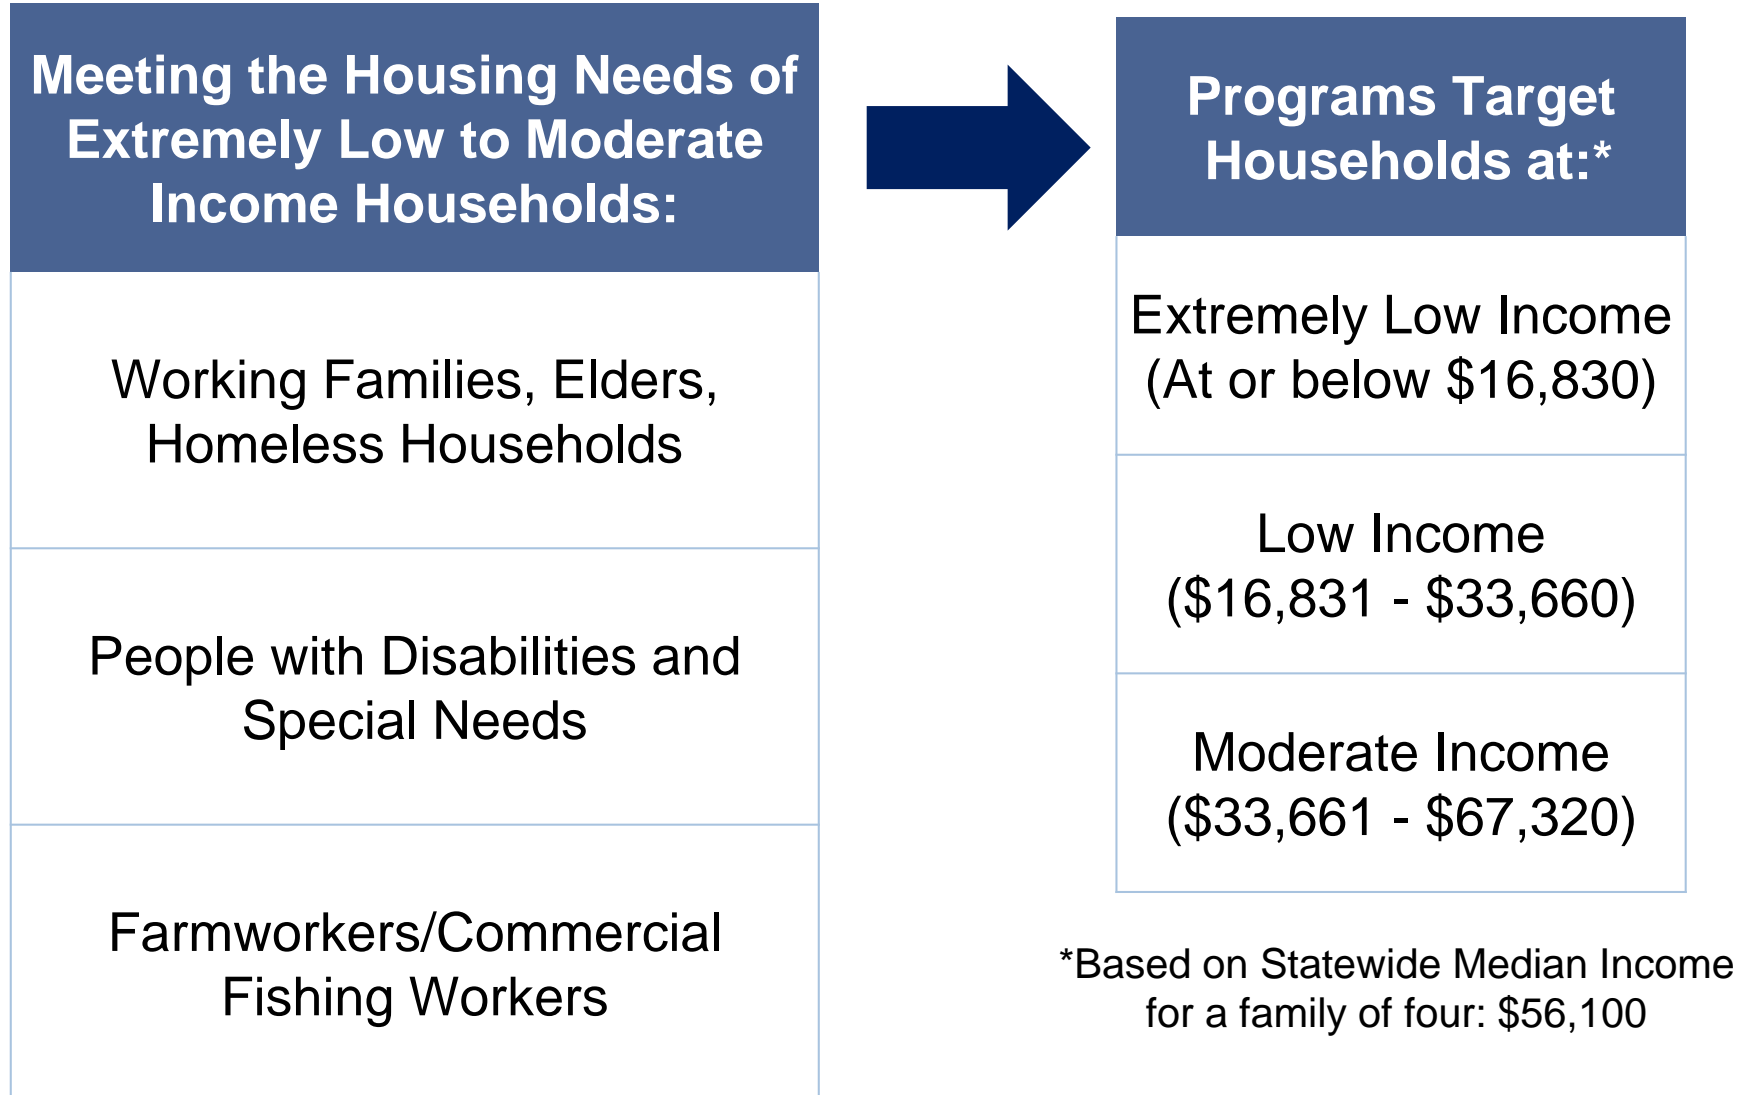 Meeting the Housing Needs of
Extremely Low to Moderate
Income Households:
Working Families, Elders,
Homeless Households
People with Disabilities and
Special Needs
Farmworkers/Commercial
Fishing Workers
Programs Target
Households at:*
Extremely Low Income
(At or below $16,830)
Low Income
($16,831 - $33,660)
Moderate Income
($33,661 - $67,320)
*Based on Statewide Median Income
for a family of four: $56,100